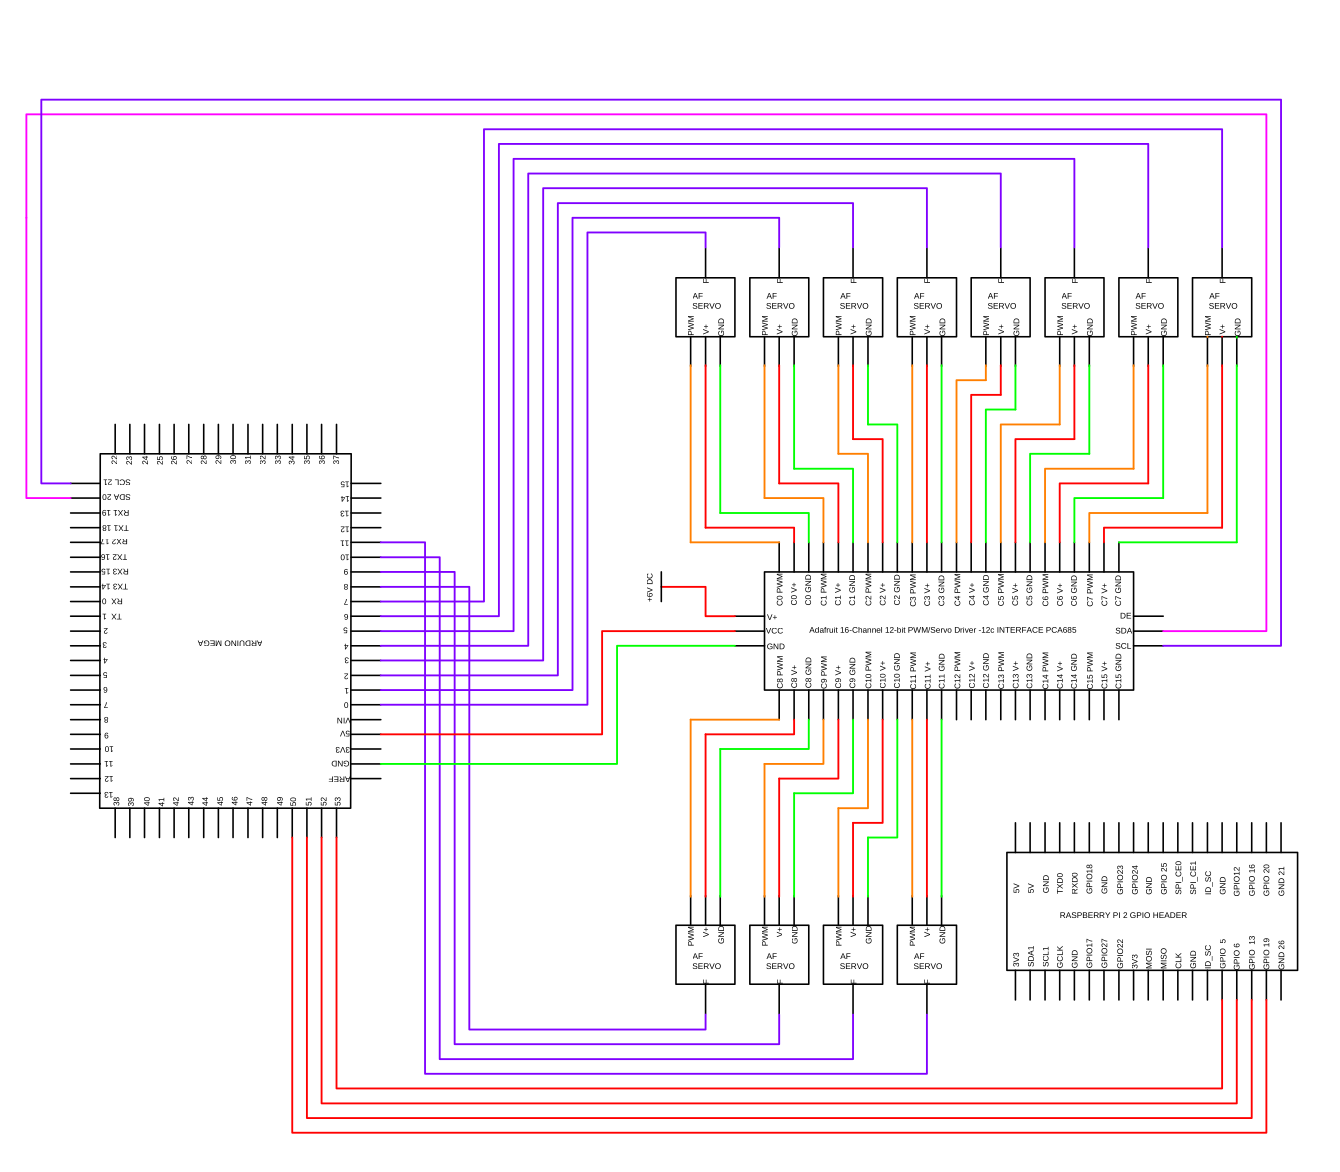 F F F F F F F F
AF SERVO
AF SERVO
AF SERVO
AF SERVO
AF SERVO
AF SERVO
AF SERVO
AF SERVO
PWM V+ GND
PWM V+ GND
PWM V+ GND
PWM V+ GND
PWM V+ GND
PWM V+ GND
PWM V+ GND
PWM V+ GND
22 23 24 25 26 27 28 29 30 31 32 33 34 35 36 37
SCL 21
SDA 20
RX1 19
TX1 18
RX2 17
TX2 16
RX3 15
TX3 14
RX 0
TX 1
2
3
4
5
6
7
8
9
10
11
12
13
ARDUINO MEGA
15
14
13
12
11
10
9
8
7
6
5
4
3
2
1
0
VIN
5V
3V3
GND
AREF
38 39 40 41 42 43 44 45 46 47 48 49 50 51 52 53
+6V DC
C0 PWM C0 V+ C0 GND C1 PWM C1 V+ C1 GND C2 PWM C2 V+ C2 GND C3 PWM C3 V+ C3 GND C4 PWM C4 V+ C4 GND C5 PWM C5 V+ C5 GND C6 PWM C6 V+ C6 GND C7 PWM C7 V+ C7 GND
V+
VCC
GND
Adafruit 16-Channel 12-bit PWM/Servo Driver -12c INTERFACE PCA685
DE
SDA
SCL
C8 PWM C8 V+ C8 GND C9 PWM C9 V+ C9 GND C10 PWM C10 V+ C10 GND C11 PWM C11 V+ C11 GND C12 PWM C12 V+ C12 GND C13 PWM C13 V+ C13 GND C14 PWM C14 V+ C14 GND C15 PWM C15 V+ C15 GND
PWM V+ GND
PWM V+ GND
PWM V+ GND
PWM V+ GND
AF SERVO
AF SERVO
AF SERVO
AF SERVO
F F F F
5V 5V GND TXD0 RXD0 GPIO18 GND GPIO23 GPIO24 GND GPIO 25 SPI_CE0 SPI_CE1 ID_SC GND GPIO12 GPIO 16 GPIO 20 GND 21
RASPBERRY PI 2 GPIO HEADER
3V3 SDA1 SCL1 GCLK GND GPIO17 GPIO27 GPIO22 3V3 MOSI MISO CLK GND ID_SC GPIO 5 GPIO 6 GPIO 13 GPIO 19 GND 26